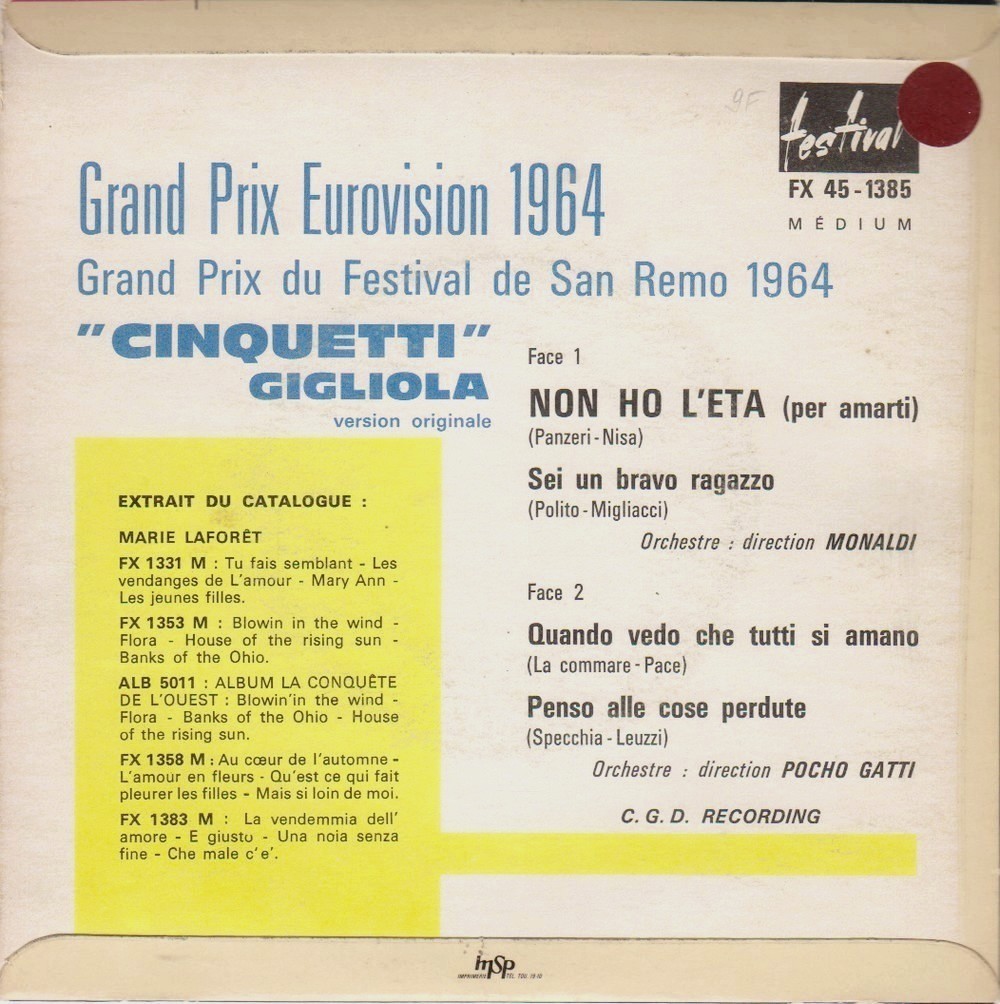 9F
festival
FX 45-1385
MÉDIUM
Grand Prix Eurovision 1964
Grand Prix du Festival de San Remo 1964
"CINQUETTI"
GIGLIOLA
version originale
EXTRAIT DU CATALOGUE :
MARIE LAFORÊT
FX 1331 M : Tu fais semblant - Les
vendanges de L'amour - Mary Ann -
Les jeunes filles.
FX 1353 M : Blowin in the wind -
Flora - House of the rising sun -
Banks of the Ohio.
ALB 5011 : ALBUM LA CONQUÊTE
DE L'OUEST : Blowin'in the wind -
Flora - Banks of the Ohio - House
of the rising sun.
FX 1358 M : Au cœur de l'automne -
L'amour en fleurs - Qu'est ce qui fait
pleurer les filles - Mais si loin de moi.
FX 1383 M : La vendemmia dell'
amore - E giusto - Una noia senza
fine - Che male c'e'.
Face 1
NON HO L'ETA (per amarti)
(Panzeri - Nisa)
Sei un bravo ragazzo
(Polito - Migliacci)
Orchestre : direction MONALDI
Face 2
Quando vedo che tutti si amano
(La commare - Pace)
Penso alle cose perdute
(Specchia - Leuzzi)
Orchestre : direction POCHO GATTI
C. G. D. RECORDING
imsp
IMPRIMERIE